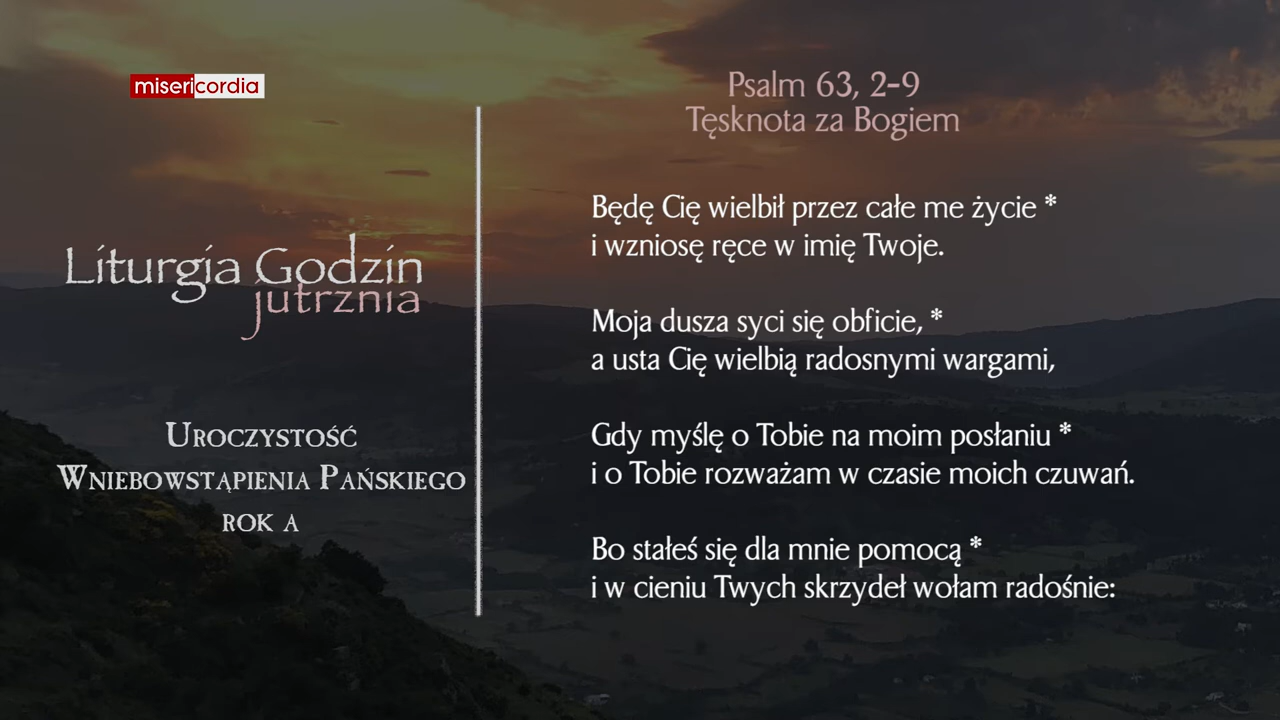 misericordia
Liturgia Godzin
jutrznia
Uroczystość
Wniebowstąpienia Pańskiego
rok a
Psalm 63, 2-9
Tęsknota za Bogiem
Będę Cię wielbił przez całe me życie *
i wzniosę ręce w imię Twoje.
Moja dusza syci się obficie, *
a usta Cię wielbią radosnymi wargami,
Gdy myślę o Tobie na moim posłaniu *
i o Tobie rozważam w czasie moich czuwań.
Bo stałeś się dla mnie pomocą *
i w cieniu Twych skrzydeł wołam radośnie: